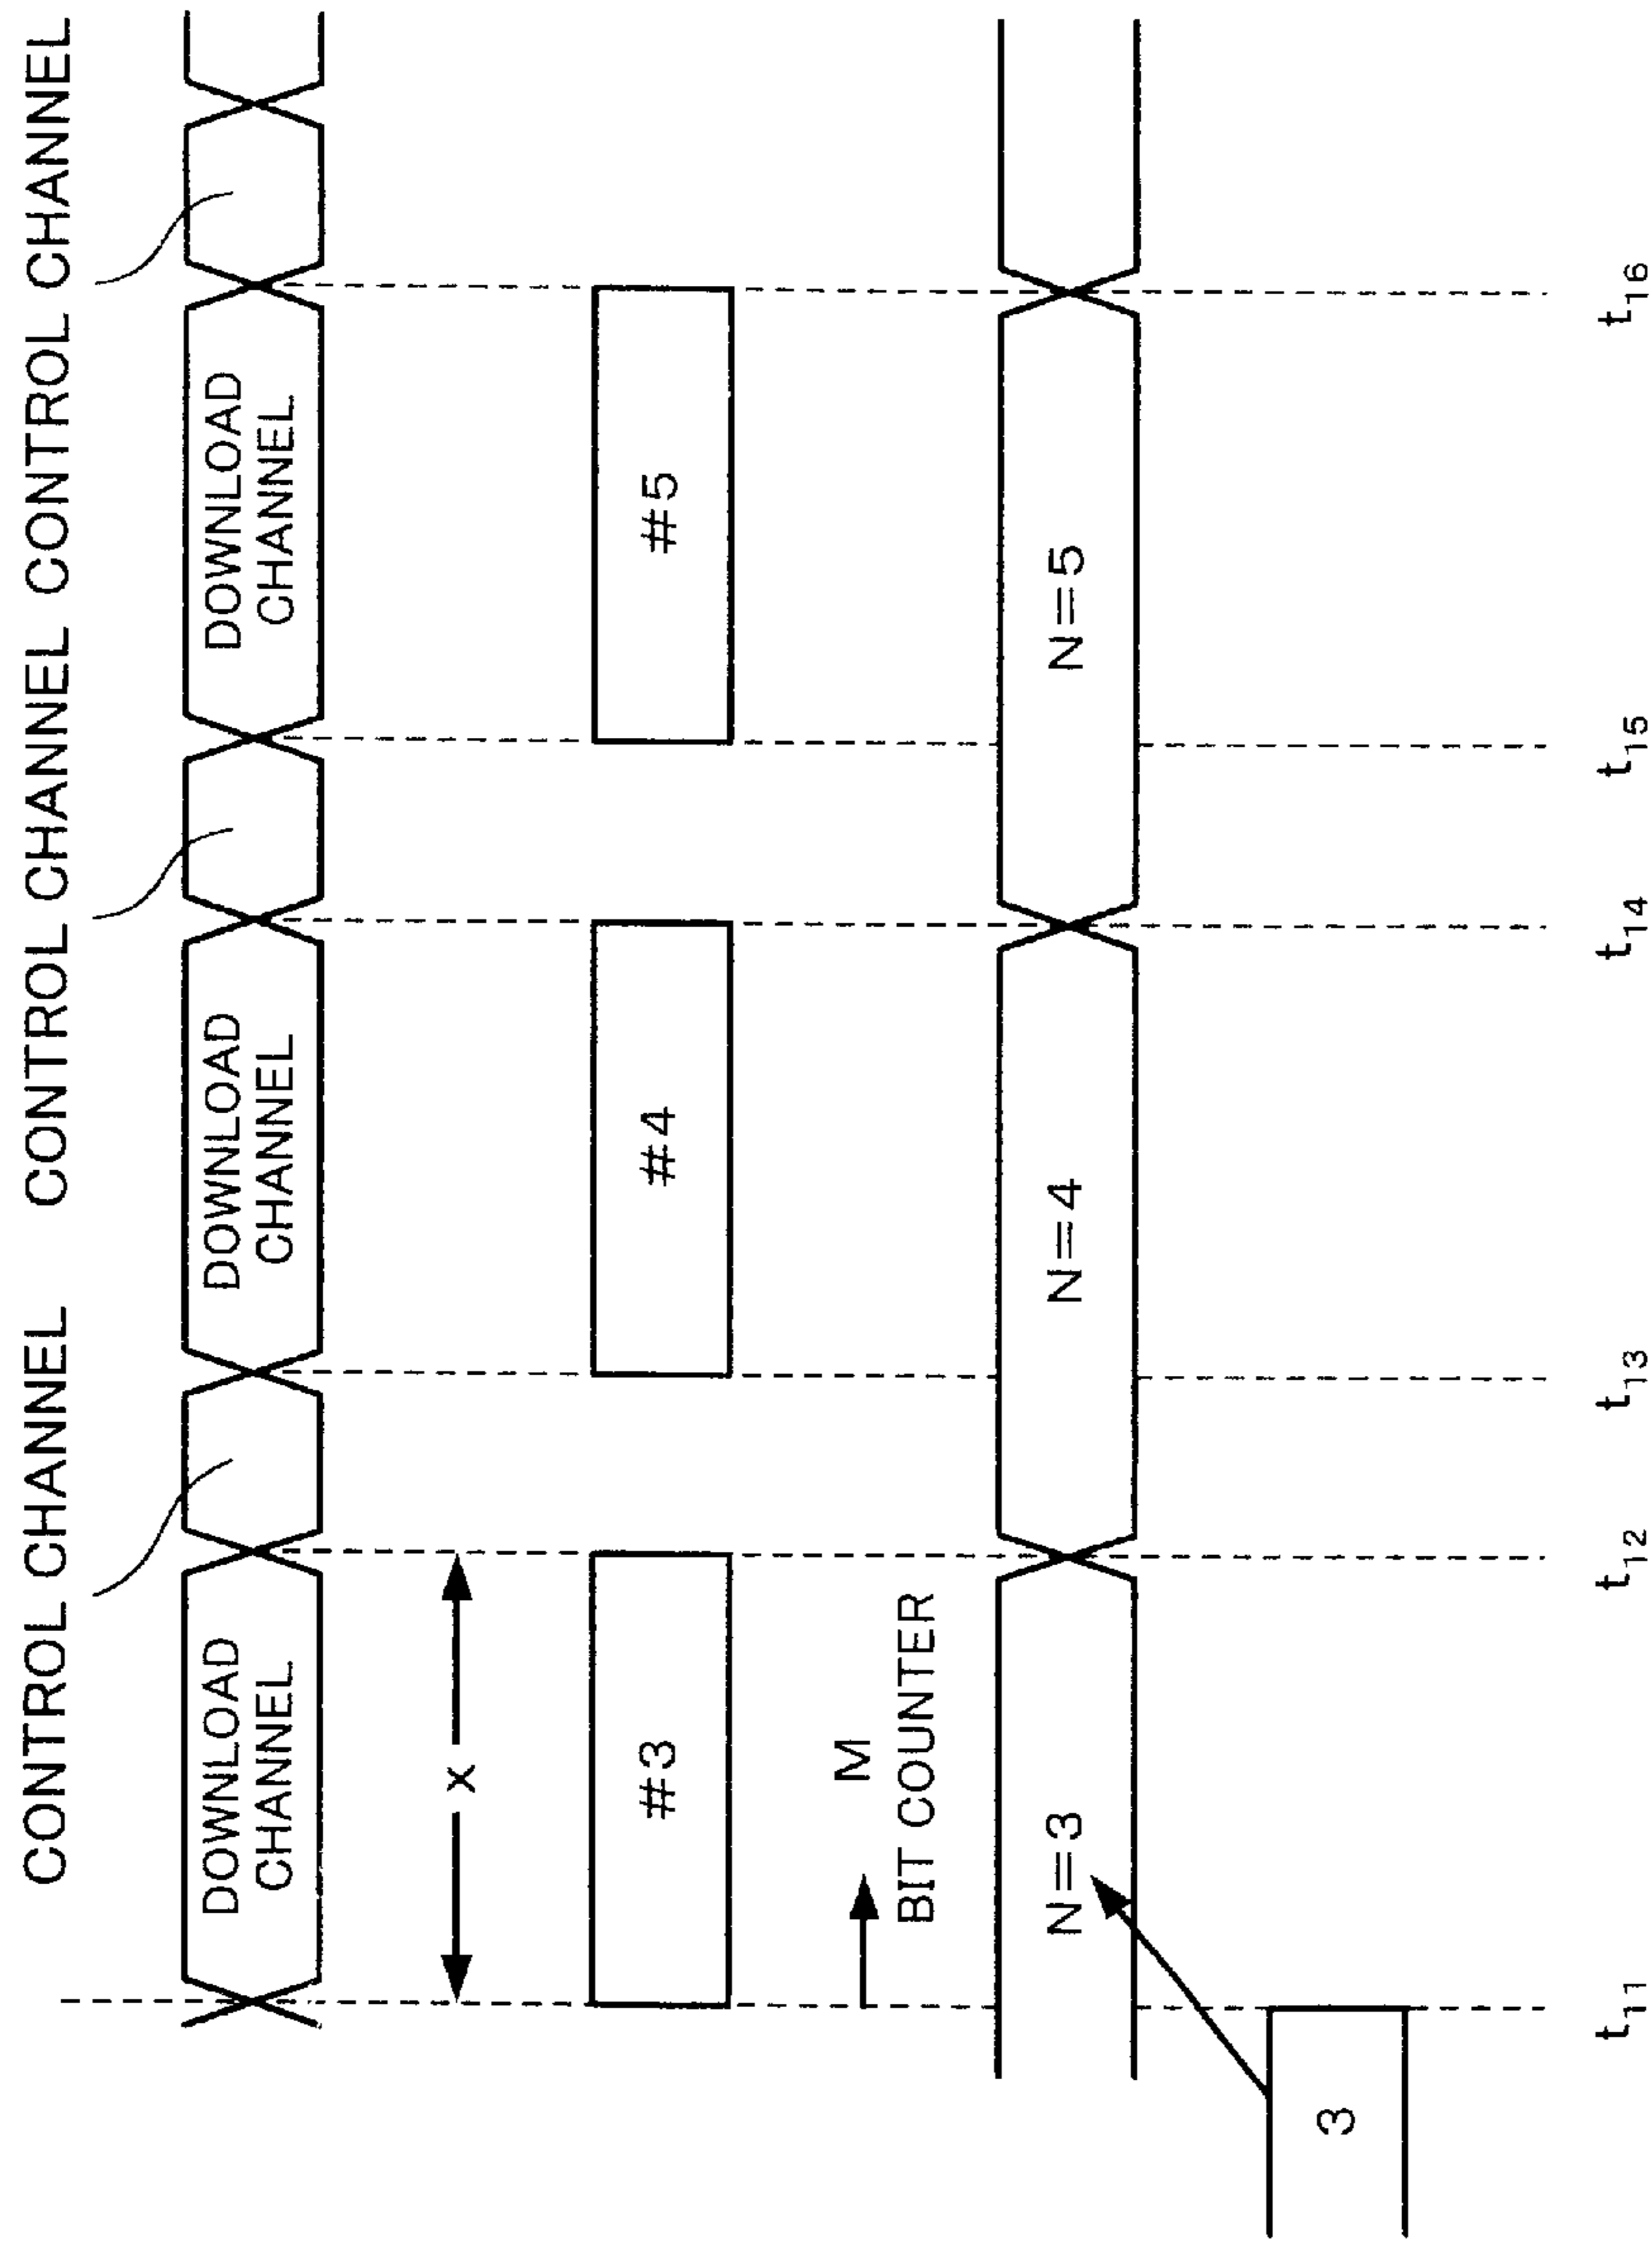 CONTROL CHANNEL CONTROL CHANNEL CONTROL CHANNEL
DOWNLOAD
CHANNEL
DOWNLOAD
CHANNEL
DOWNLOAD
CHANNEL
x
#3
#4
#5
M
BIT COUNTER
N=3
N=4
N=5
3
t11
t12
t13
t14
t15
t16